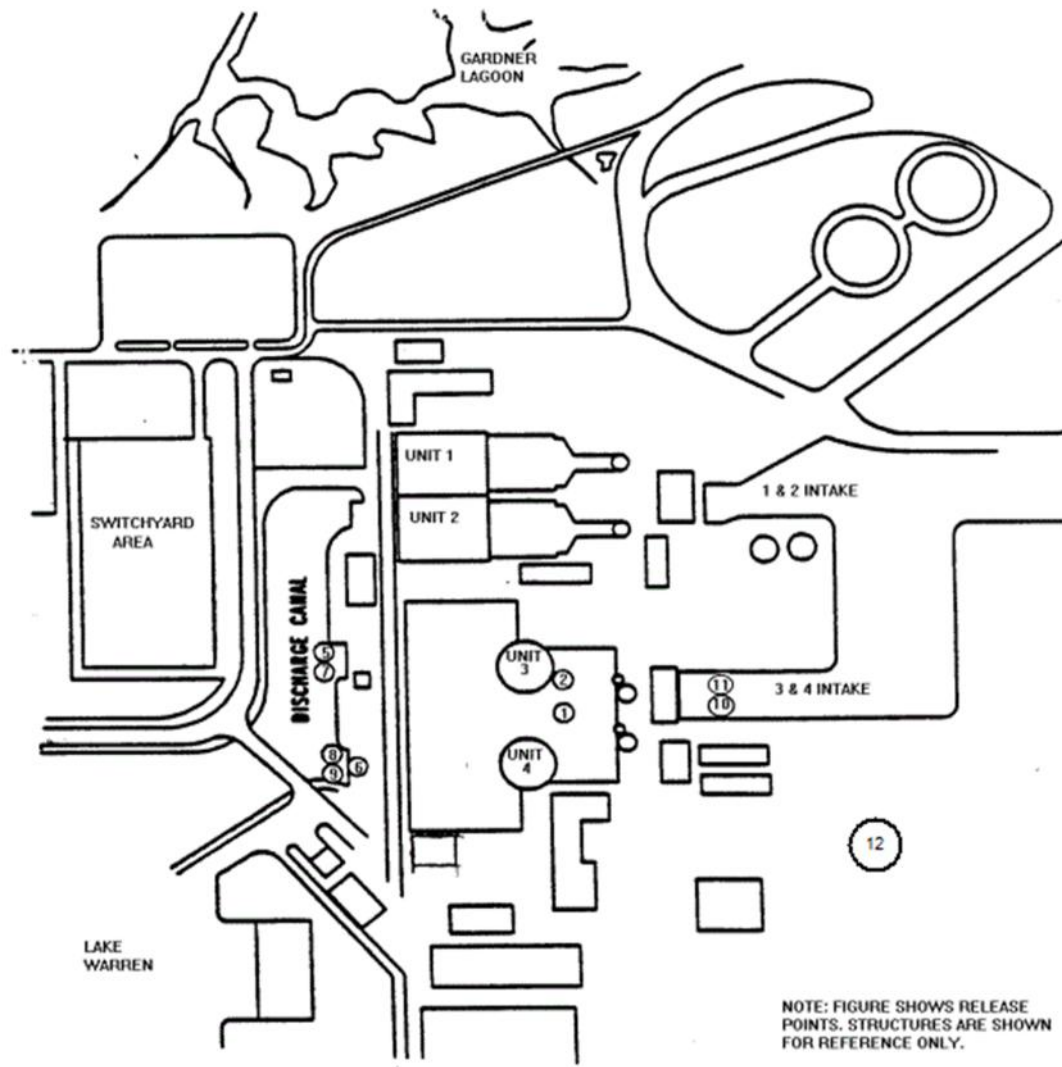 GARDNER
LAGOON
UNIT 1
1 & 2 INTAKE
UNIT 2
SWITCHYARD
AREA
DISCHARGE CANAL
5
7
UNIT
3
2
1
11
10
3 & 4 INTAKE
8
9
6
UNIT
4
12
LAKE
WARREN
NOTE: FIGURE SHOWS RELEASE
POINTS. STRUCTURES ARE SHOWN
FOR REFERENCE ONLY.